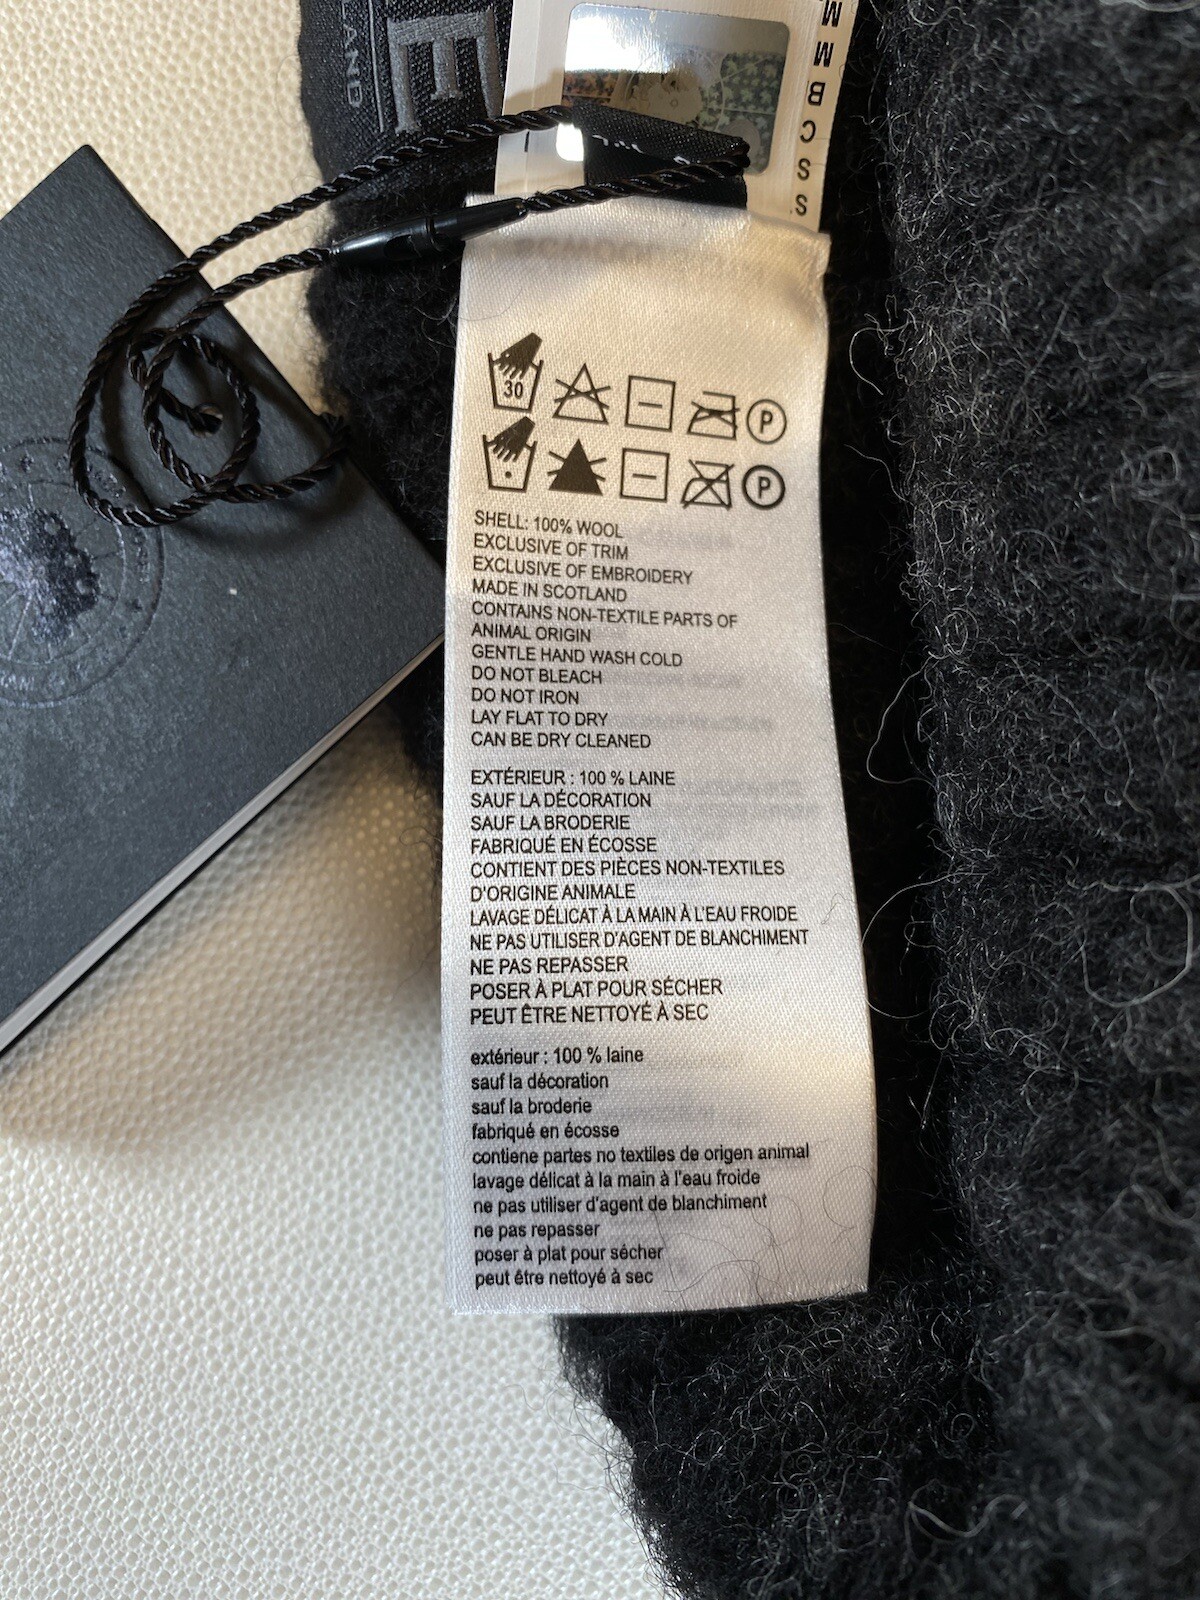 E
LAND
M
M
B
C
S
S
30
P
P
SHELL: 100% WOOL
EXCLUSIVE OF TRIM
EXCLUSIVE OF EMBROIDERY
MADE IN SCOTLAND
CONTAINS NON-TEXTILE PARTS OF
ANIMAL ORIGIN
GENTLE HAND WASH COLD
DO NOT BLEACH
DO NOT IRON
LAY FLAT TO DRY
CAN BE DRY CLEANED
EXTÉRIEUR : 100 % LAINE
SAUF LA DÉCORATION
SAUF LA BRODERIE
FABRIQUÉ EN ÉCOSSE
CONTIENT DES PIÈCES NON-TEXTILES
D'ORIGINE ANIMALE
LAVAGE DÉLICAT À LA MAIN À L'EAU FROIDE
NE PAS UTILISER D'AGENT DE BLANCHIMENT
NE PAS REPASSER
POSER À PLAT POUR SÉCHER
PEUT ÊTRE NETTOYÉ À SEC
extérieur : 100 % laine
sauf la décoration
sauf la broderie
fabriqué en écosse
contiene partes no textiles de origen animal
lavage délicat à la main à l'eau froide
ne pas utiliser d'agent de blanchiment
ne pas repasser
poser à plat pour sécher
peut être nettoyé à sec